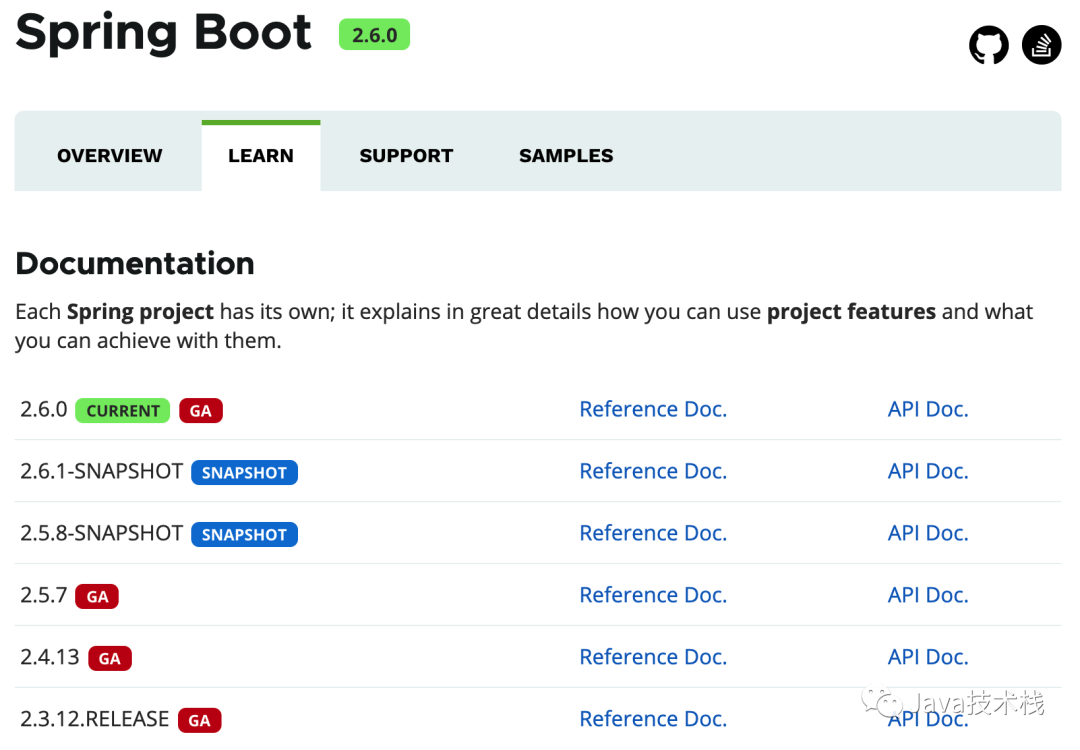 Spring Boot 2.6.0
OVERVIEW LEARN SUPPORT SAMPLES
Documentation
Each Spring project has its own; it explains in great details how you can use project features and what
you can achieve with them.
2.6.0 CURRENT GA Reference Doc. API Doc.
2.6.1-SNAPSHOT SNAPSHOT Reference Doc. API Doc.
2.5.8-SNAPSHOT SNAPSHOT Reference Doc. API Doc.
2.5.7 GA Reference Doc. API Doc.
2.4.13 GA Reference Doc. API Doc.
2.3.12.RELEASE GA Reference Doc. API Doc.
Java技术栈